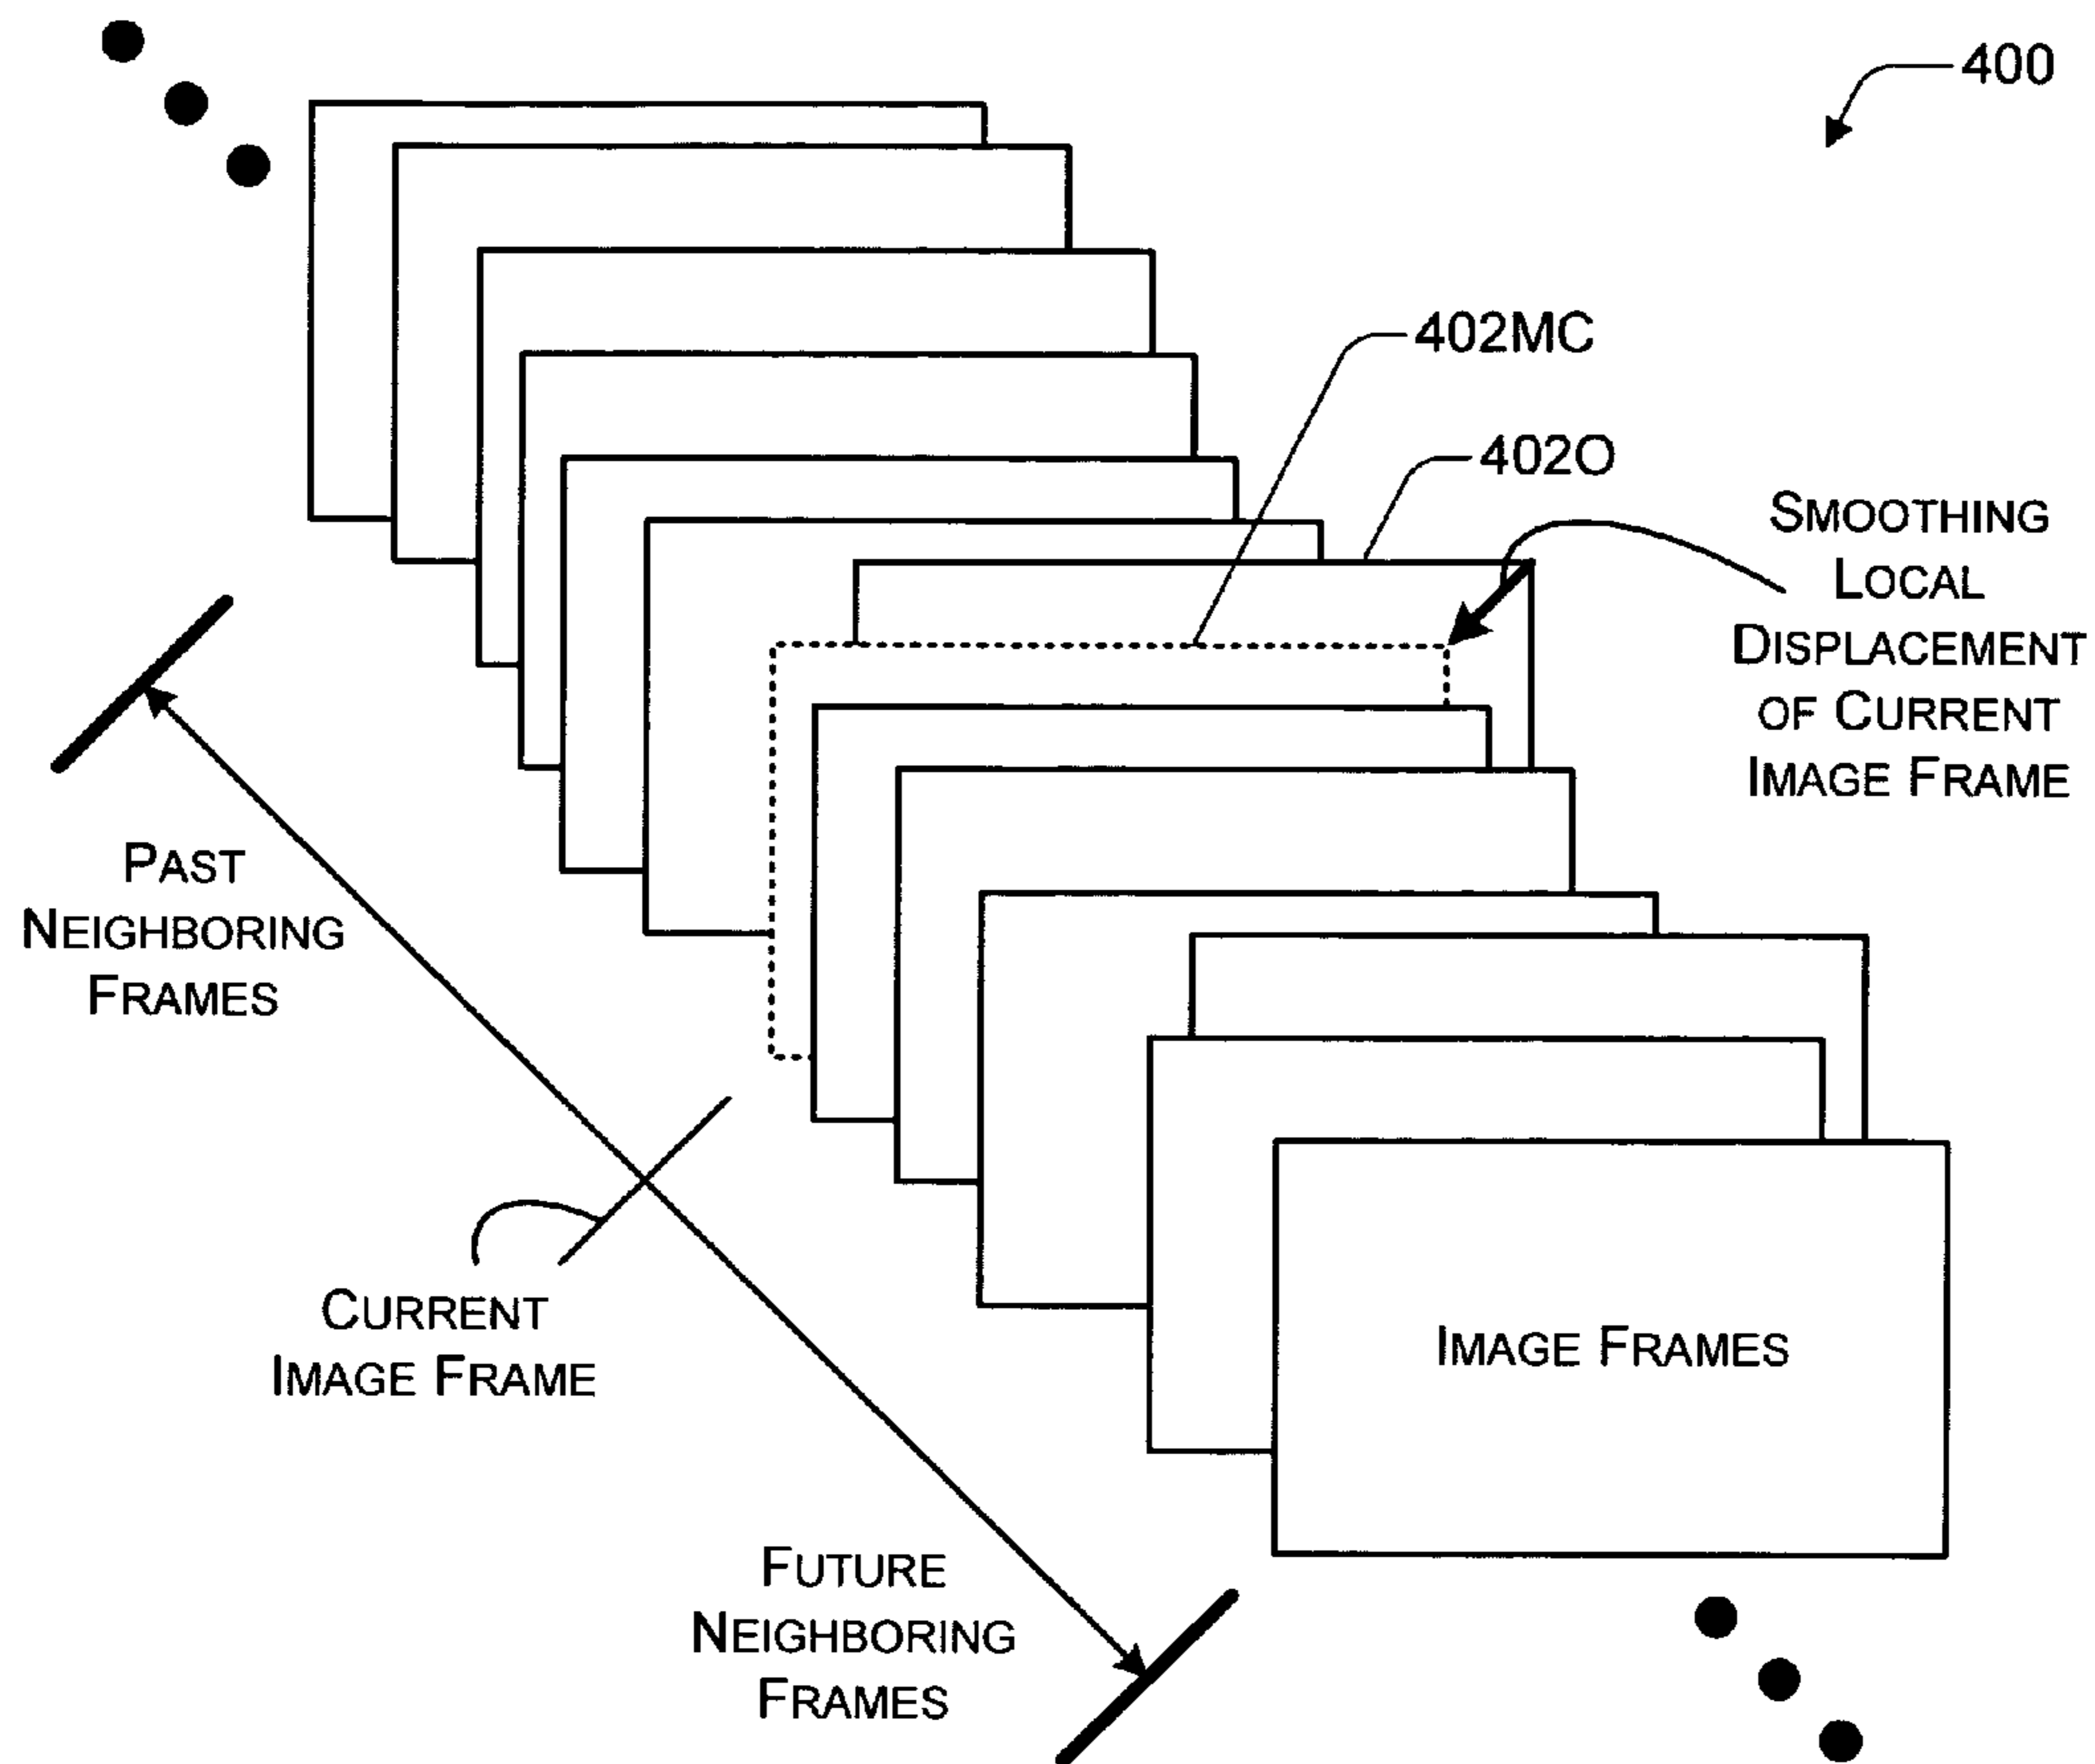 400
402MC
402O
SMOOTHING
LOCAL
DISPLACEMENT
OF CURRENT
IMAGE FRAME
PAST
NEIGHBORING
FRAMES
CURRENT
IMAGE FRAME
IMAGE FRAMES
FUTURE
NEIGHBORING
FRAMES